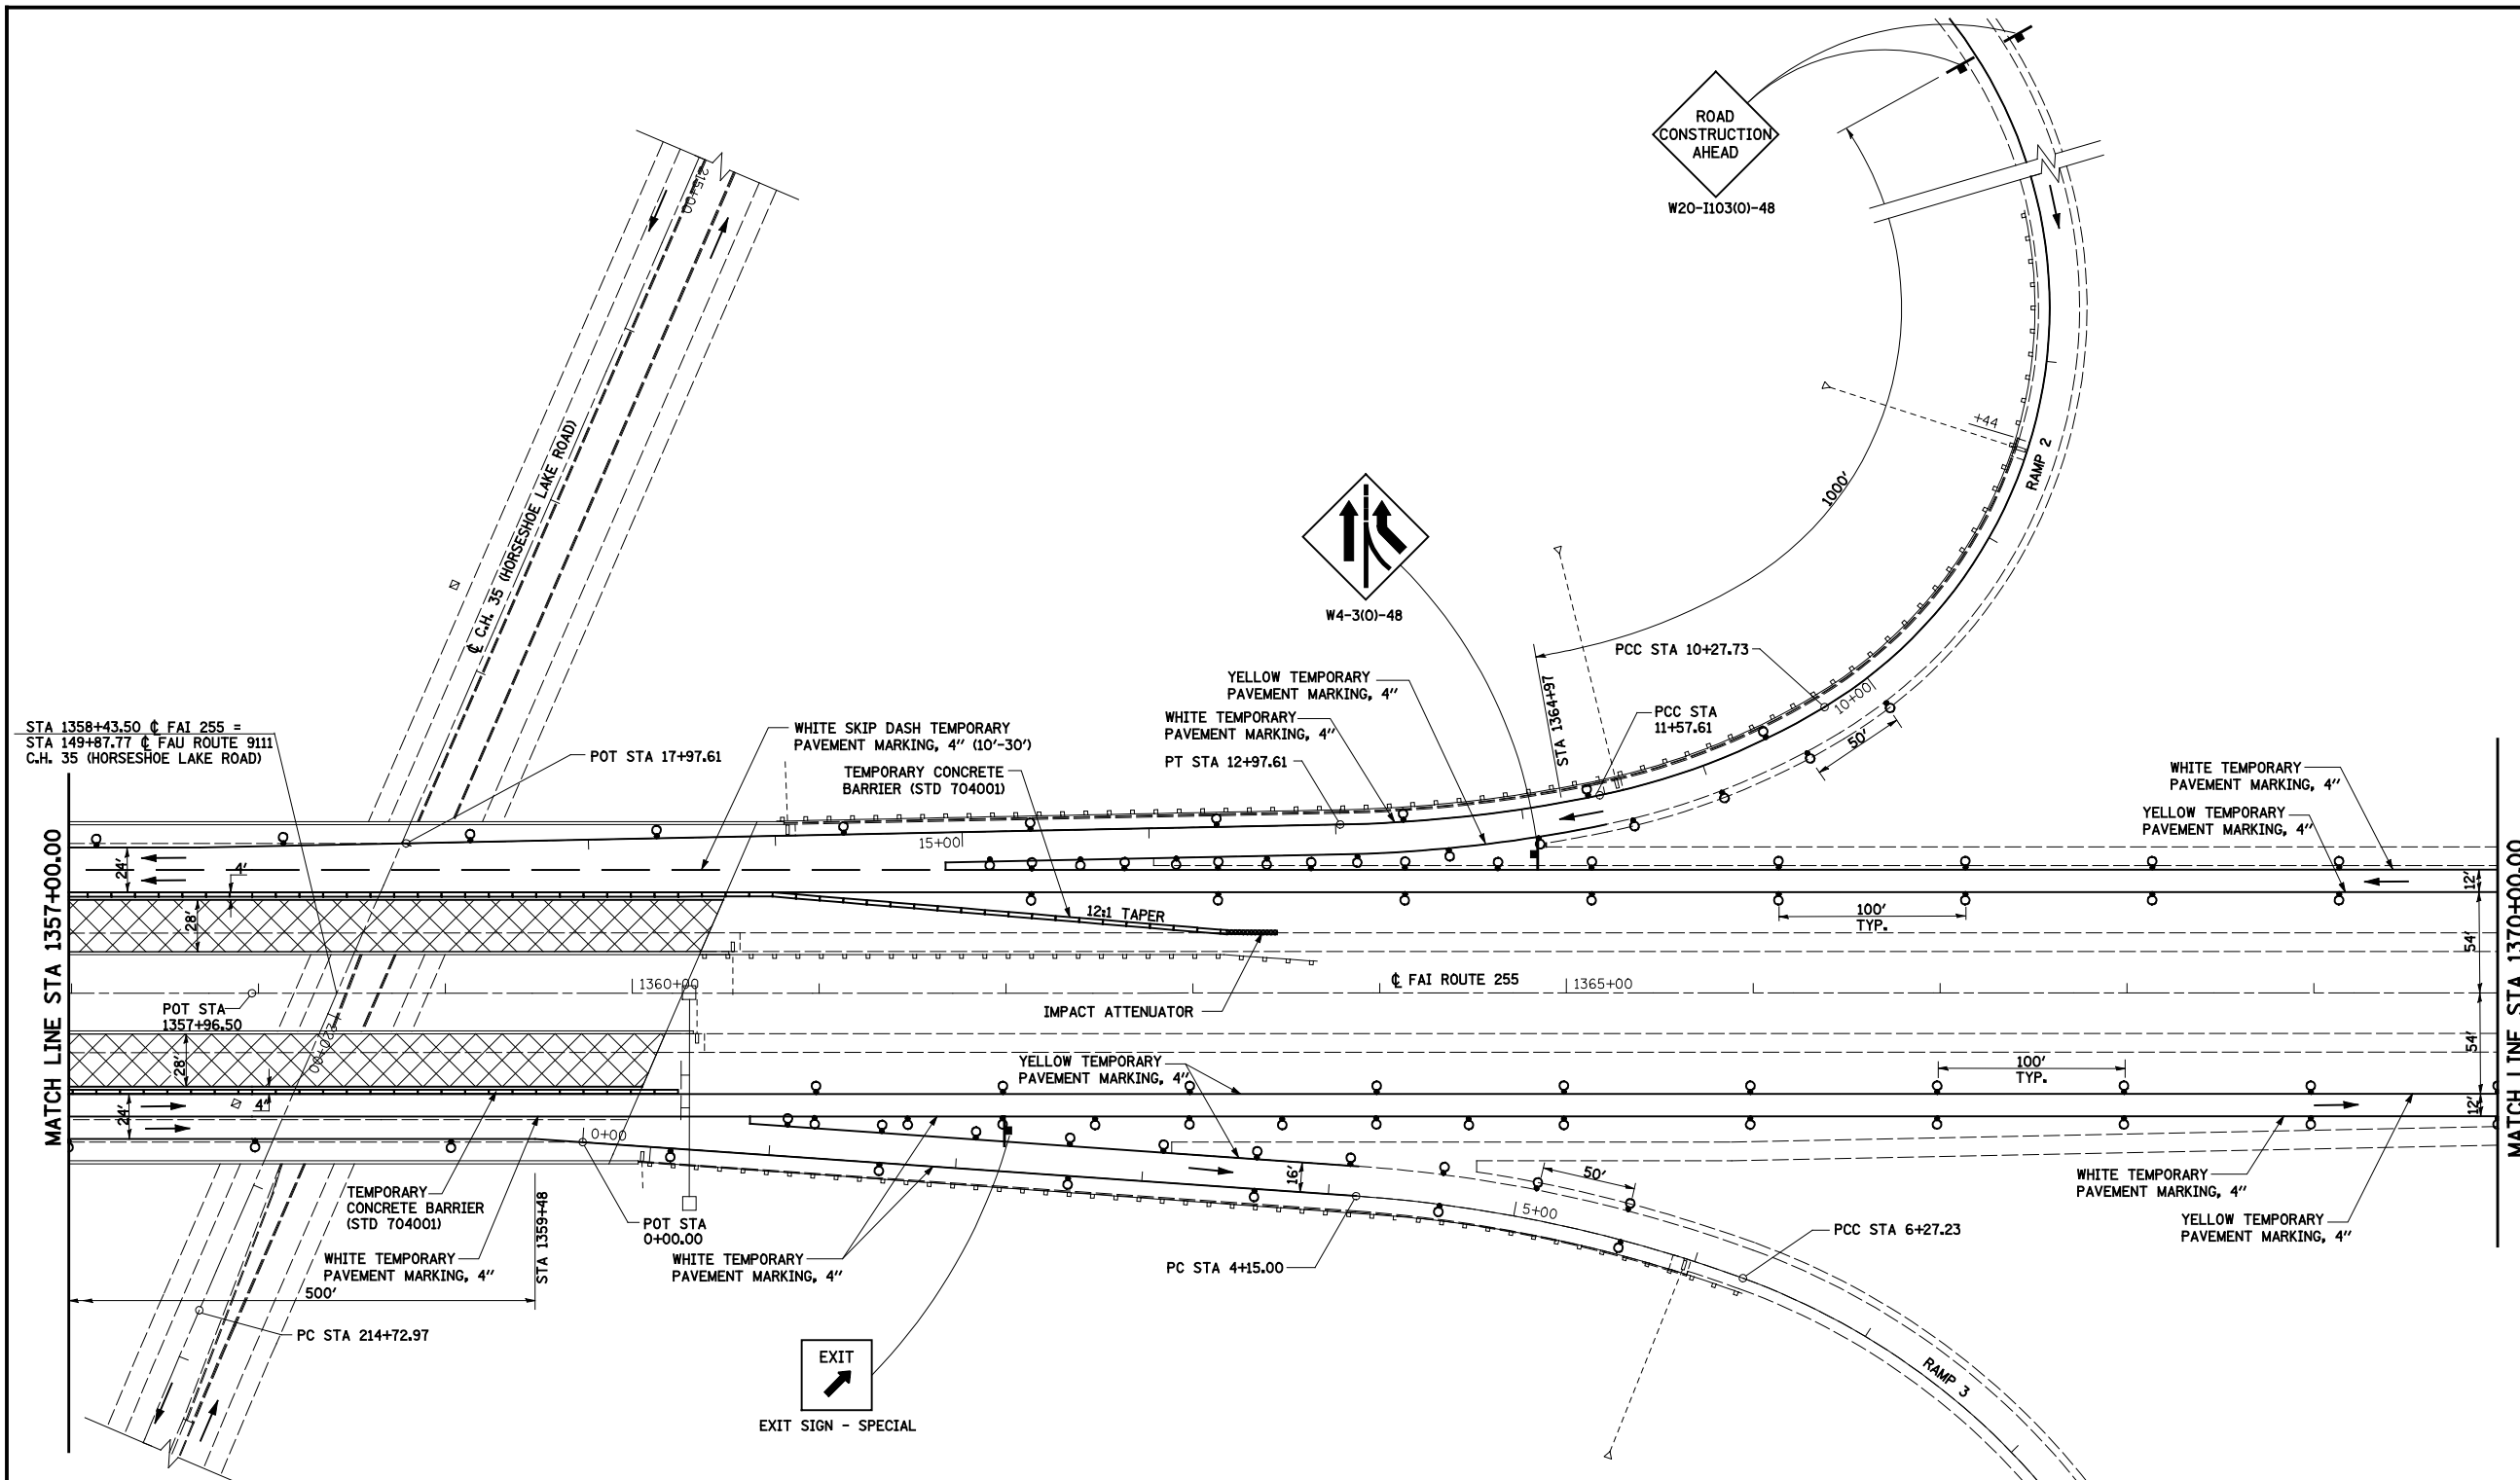 ROAD
CONSTRUCTION
AHEAD
W20-I103(O)-48
215+00
℄ C.H. 35 (HORSESHOE LAKE ROAD)
+44
RAMP 2
1000'
W4-3(O)-48
PCC STA 10+27.73
10+00
50'
YELLOW TEMPORARY
PAVEMENT MARKING, 4"
WHITE TEMPORARY
PAVEMENT MARKING, 4"
PT STA 12+97.61
STA 1364+97
PCC STA
11+57.61
STA 1358+43.50 ℄ FAI 255 =
STA 149+87.77 ℄ FAU ROUTE 9111
C.H. 35 (HORSESHOE LAKE ROAD)
POT STA 17+97.61
WHITE SKIP DASH TEMPORARY
PAVEMENT MARKING, 4" (10'-30')
TEMPORARY CONCRETE
BARRIER (STD 704001)
WHITE TEMPORARY
PAVEMENT MARKING, 4"
YELLOW TEMPORARY
PAVEMENT MARKING, 4"
MATCH LINE STA 1357+00.00
MATCH LINE STA 1370+00.00
15+00
24'
4'
28'
12:1 TAPER
100'
TYP.
12'
54'
1360+00
℄ FAI ROUTE 255
1365+00
POT STA
1357+96.50
IMPACT ATTENUATOR
54'
28'
4'
24'
YELLOW TEMPORARY
PAVEMENT MARKING, 4"
100'
TYP.
12'
0+00
16'
50'
5+00
TEMPORARY
CONCRETE BARRIER
(STD 704001)
STA 1359+48
POT STA
0+00.00
WHITE TEMPORARY
PAVEMENT MARKING, 4"
WHITE TEMPORARY
PAVEMENT MARKING, 4"
500'
PC STA 4+15.00
PCC STA 6+27.23
WHITE TEMPORARY
PAVEMENT MARKING, 4"
YELLOW TEMPORARY
PAVEMENT MARKING, 4"
PC STA 214+72.97
EXIT
EXIT SIGN - SPECIAL
RAMP 3